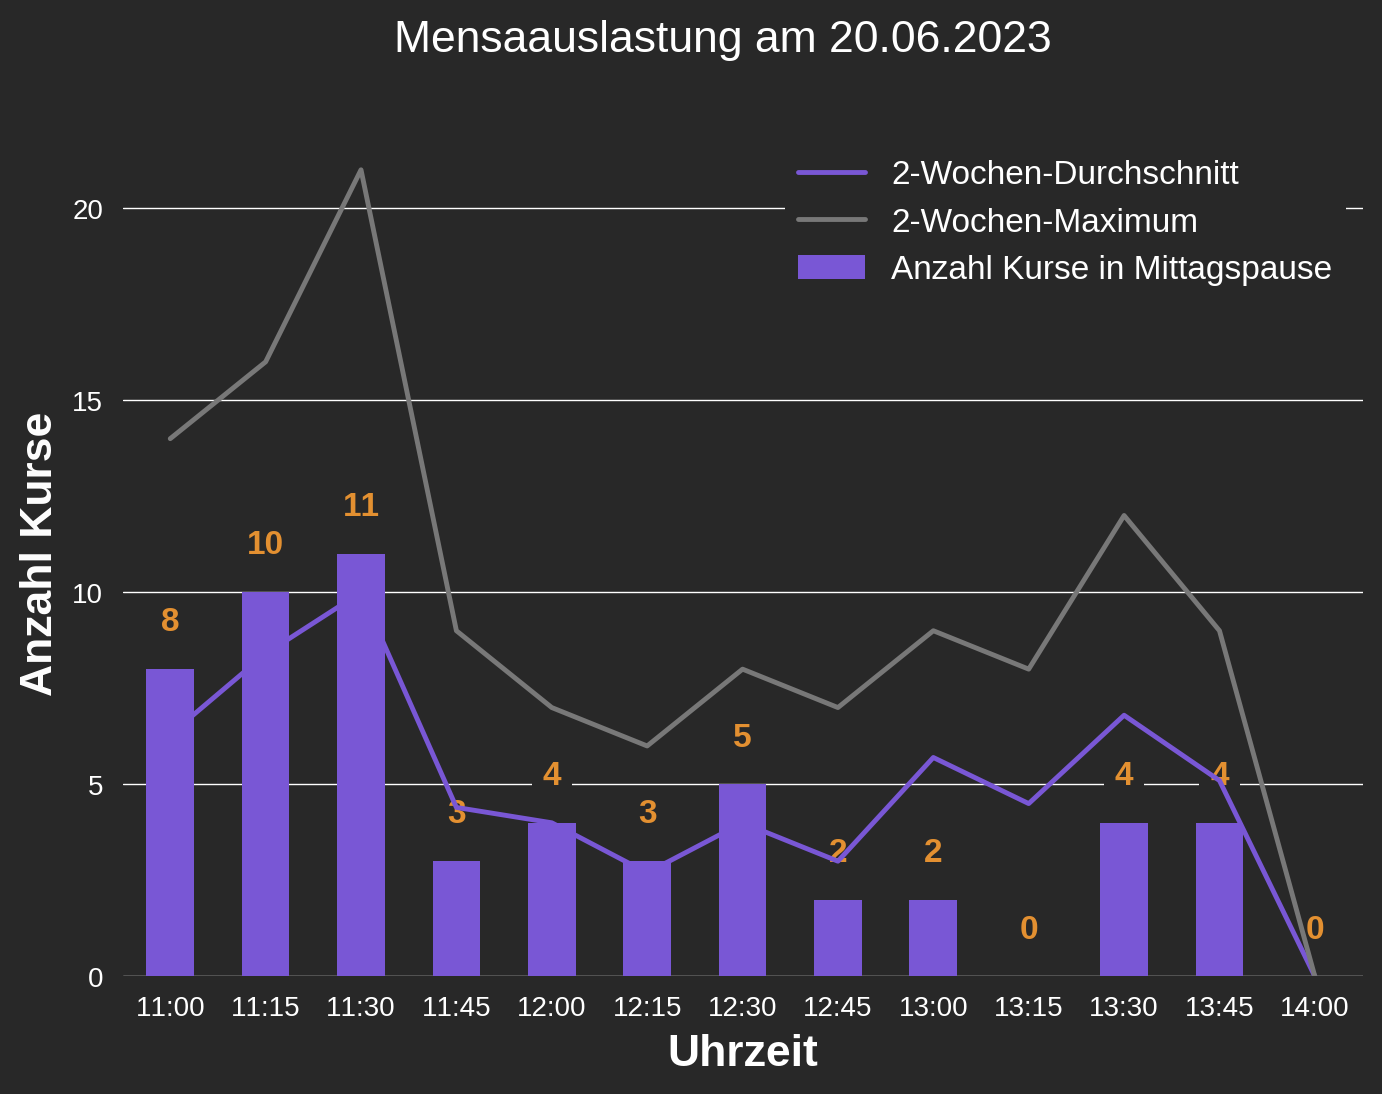 Mensaauslastung am 20.06.2023
2-Wochen-Durchschnitt
2-Wochen-Maximum
Anzahl Kurse in Mittagspause
Anzahl Kurse
20
15
10
5
0
8
10
11
3
4
3
5
2
2
0
4
4
0
11:00 11:15 11:30 11:45 12:00 12:15 12:30 12:45 13:00 13:15 13:30 13:45 14:00
Uhrzeit